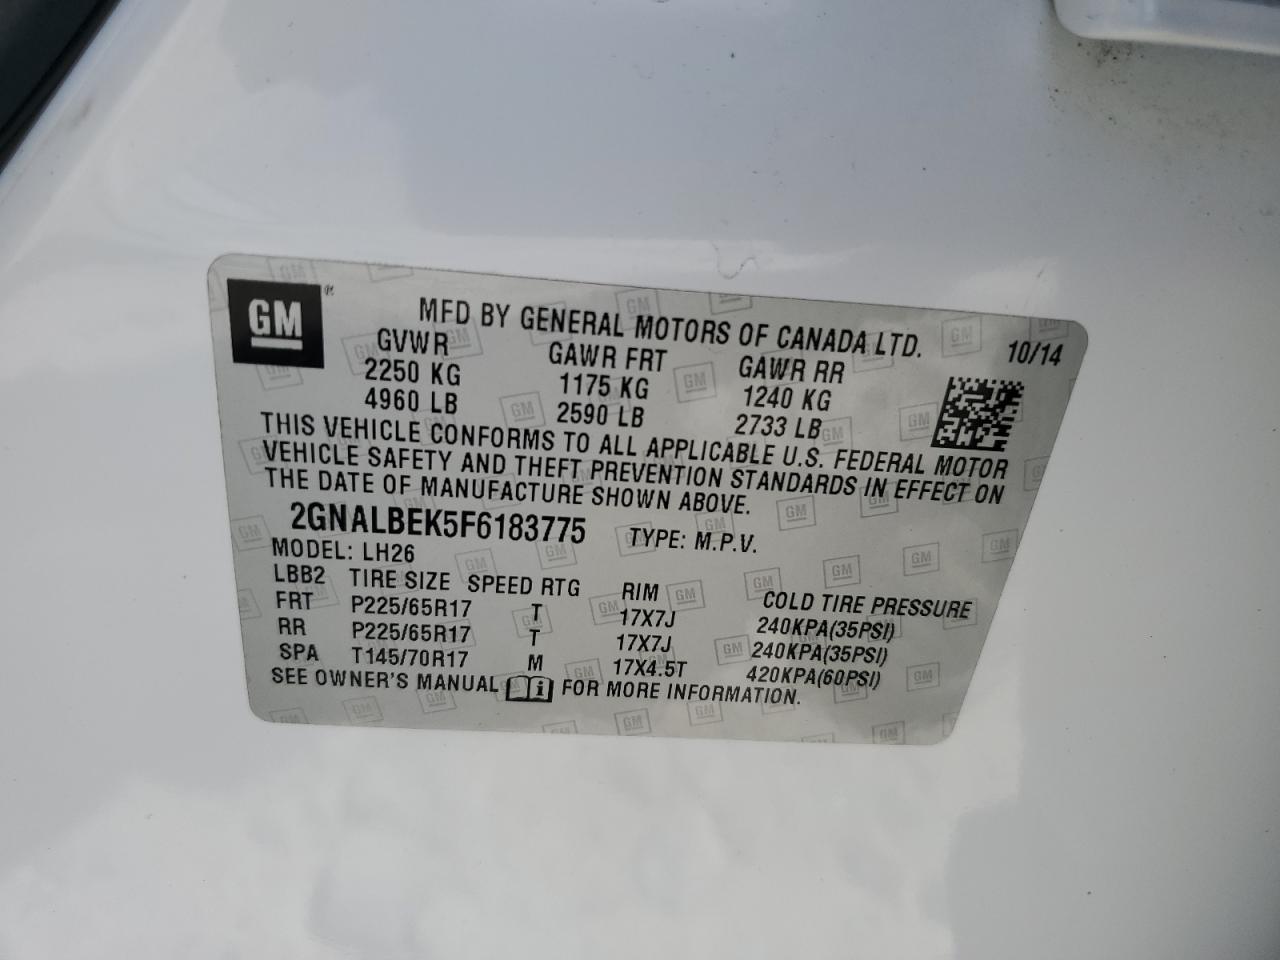 GM®
MFD BY GENERAL MOTORS OF CANADA LTD.
10/14
GVWR GAWR FRT GAWR RR
2250 KG 1175 KG 1240 KG
4960 LB 2590 LB 2733 LB
THIS VEHICLE CONFORMS TO ALL APPLICABLE U.S. FEDERAL MOTOR
VEHICLE SAFETY AND THEFT PREVENTION STANDARDS IN EFFECT ON
THE DATE OF MANUFACTURE SHOWN ABOVE.
2GNALBEK5F6183775 TYPE: M.P.V.
MODEL: LH26
LBB2 TIRE SIZE SPEED RTG RIM COLD TIRE PRESSURE
FRT P225/65R17 T 17X7J 240KPA(35PSI)
RR P225/65R17 T 17X7J 240KPA(35PSI)
SPA T145/70R17 M 17X4.5T 420KPA(60PSI)
SEE OWNER'S MANUAL FOR MORE INFORMATION.